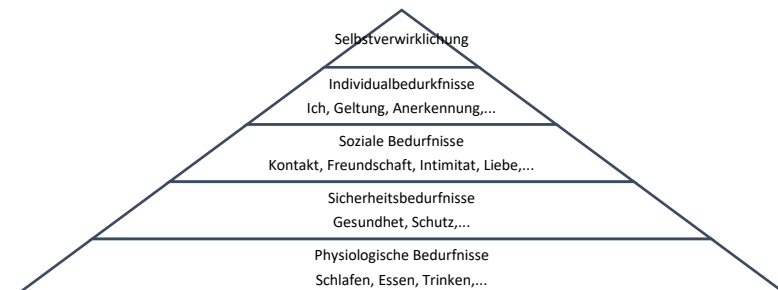 Selbstverwirklichung
Individualbedurkfnisse
Ich, Geltung, Anerkennung,...
Soziale Bedurfnisse
Kontakt, Freundschaft, Intimitat, Liebe,...
Sicherheitsbedurfnisse
Gesundhet, Schutz,...
Physiologische Bedurfnisse
Schlafen, Essen, Trinken,...